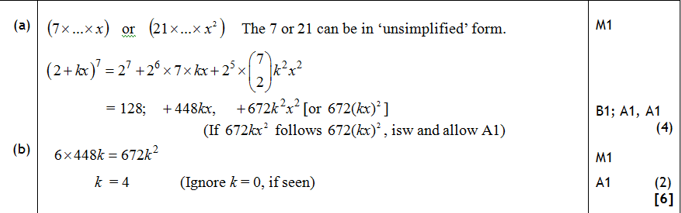 (a) (7×...×x) or (21×...×x²) The 7 or 21 can be in ‘unsimplified’ form. M1
(2 + kx)⁷ = 2⁷ + 2⁶ × 7 × kx + 2⁵ × (7 2) k²x²
= 128; + 448kx, + 672k²x² [or 672(kx)²] B1; A1, A1
(If 672kx² follows 672(kx)², isw and allow A1) (4)
(b) 6 × 448k = 672k² M1
k = 4 (Ignore k = 0, if seen) A1 (2)
[6]